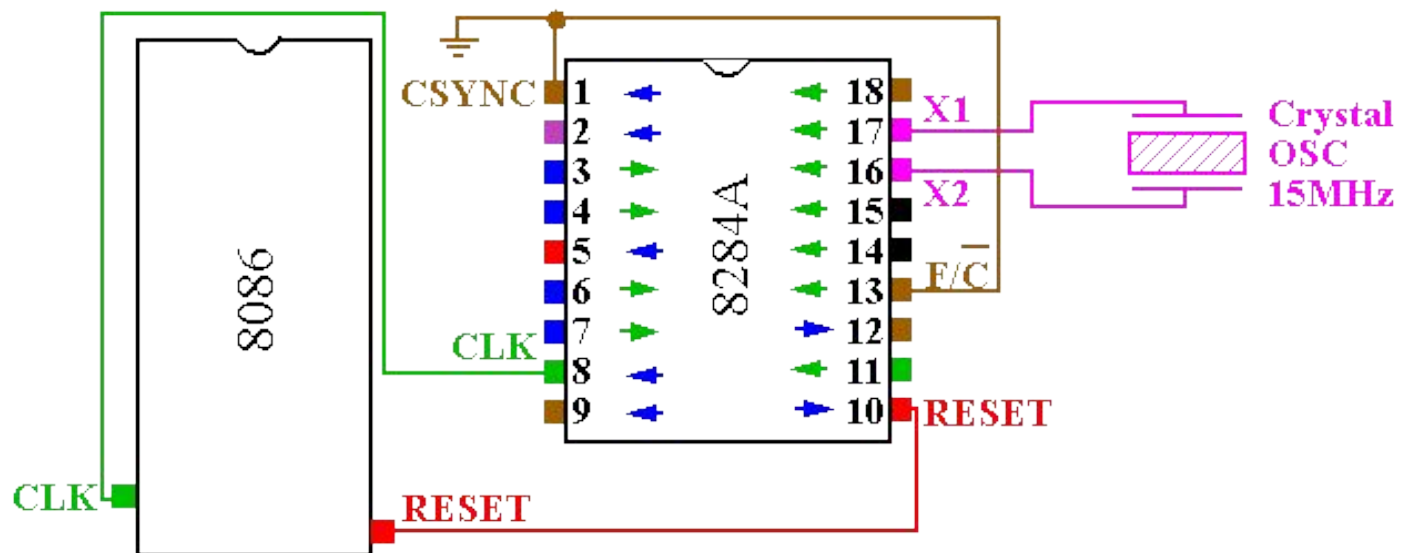 CSYNC
1 18
X1
2 17
Crystal
OSC
15MHz
3 16
X2
4 15
5 14
F/C̅
6 13
7 12
CLK
8 11
9 10
RESET
8284A
8086
CLK
RESET